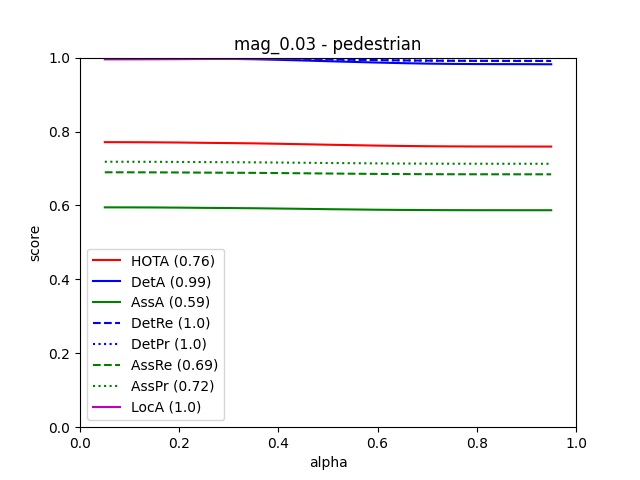 mag_0.03 - pedestrian
1.0
0.8
0.6
0.4
0.2
0.0
score
HOTA (0.76)
DetA (0.99)
AssA (0.59)
DetRe (1.0)
DetPr (1.0)
AssRe (0.69)
AssPr (0.72)
LocA (1.0)
0.0 0.2 0.4 0.6 0.8 1.0
alpha